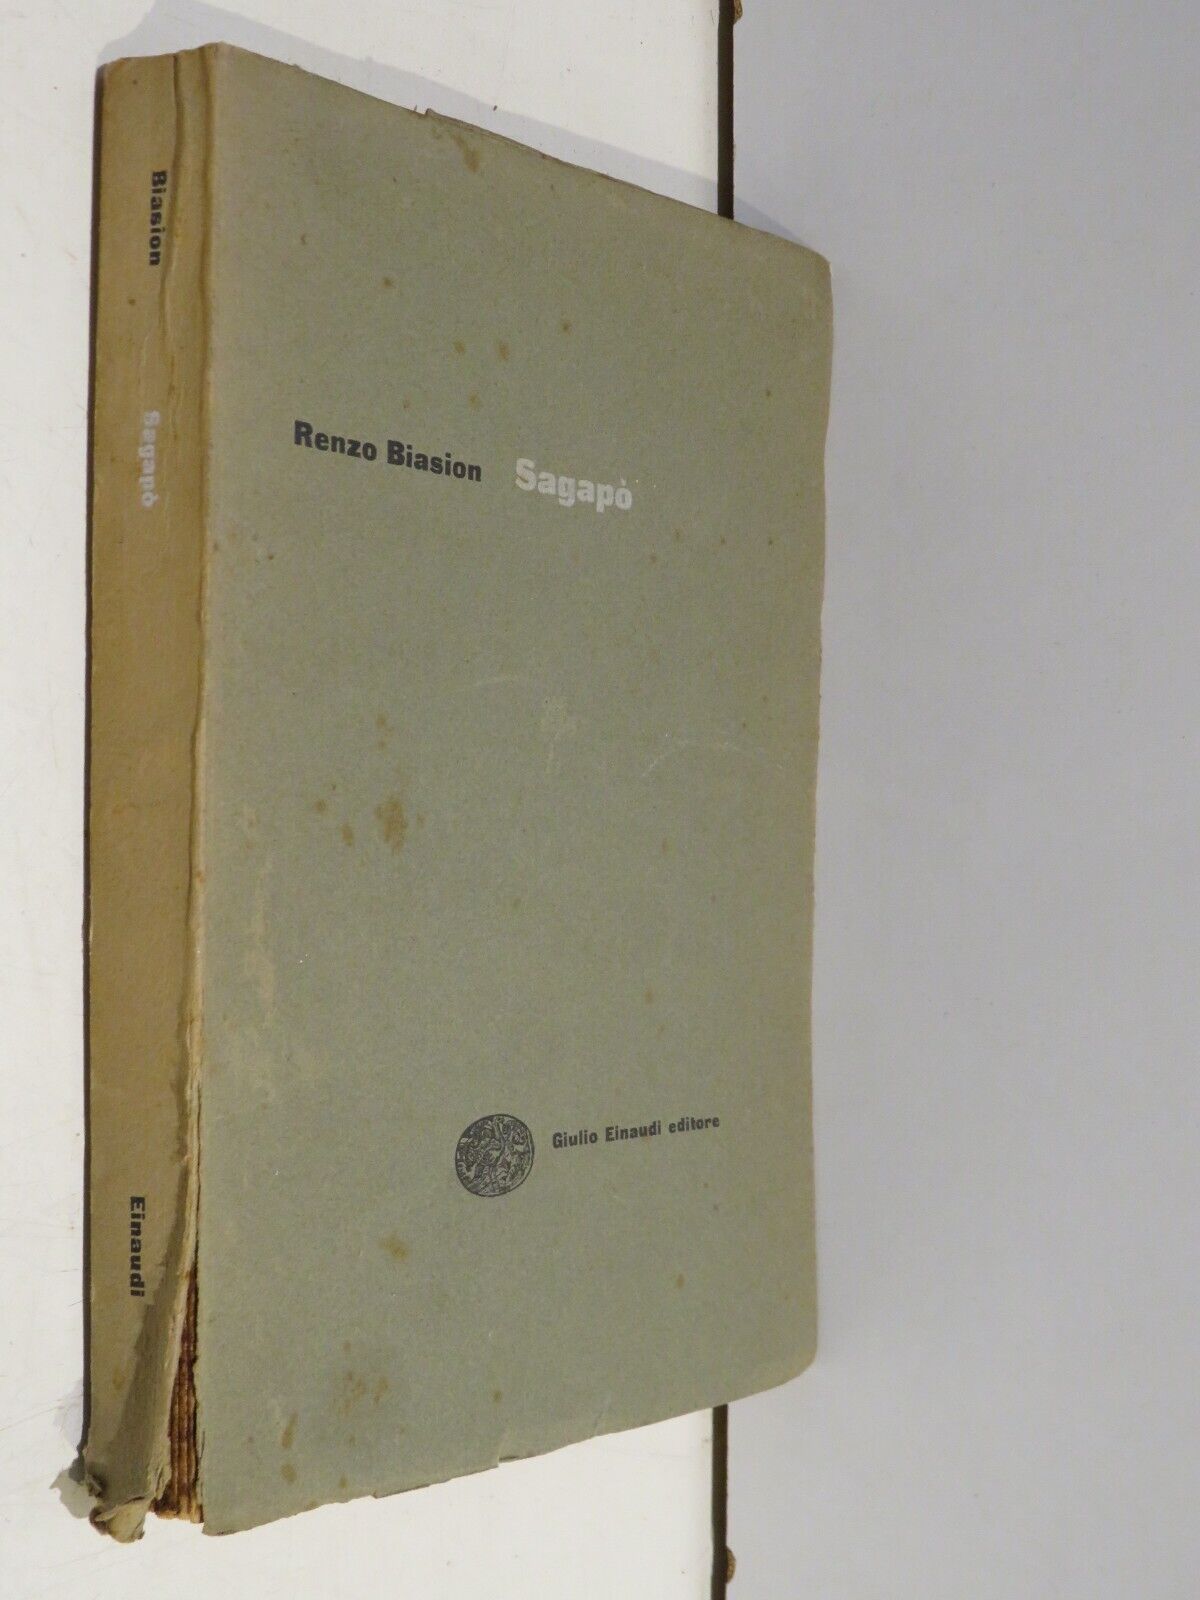 Biasion
Sagapò
Einaudi
Renzo Biasion Sagapò
Giulio Einaudi editore